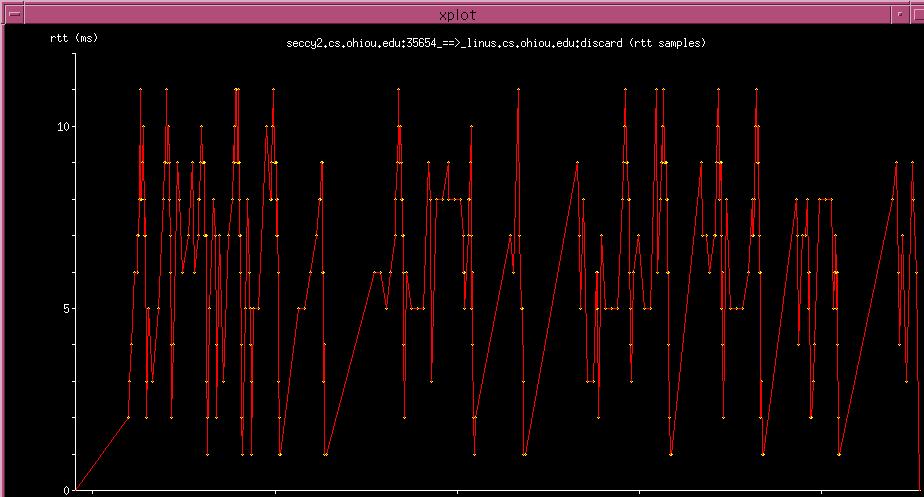 xplot
rtt (ms)
seccy2.cs.ohiou.edu:35654_==>_linus.cs.ohiou.edu:discard (rtt samples)
10
5
0